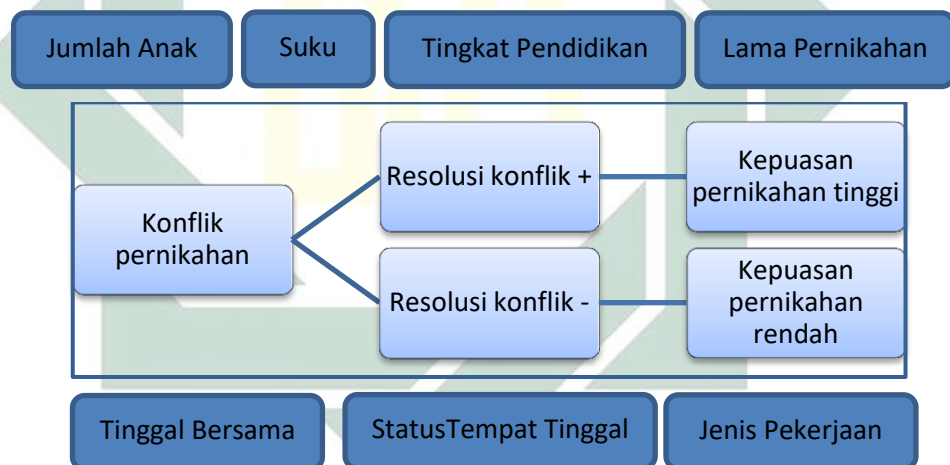 Jumlah Anak
Suku
Tingkat Pendidikan
Lama Pernikahan
Konflik
pernikahan
Resolusi konflik +
Kepuasan
pernikahan tinggi
Resolusi konflik -
Kepuasan
pernikahan
rendah
Tinggal Bersama
StatusTempat Tinggal
Jenis Pekerjaan